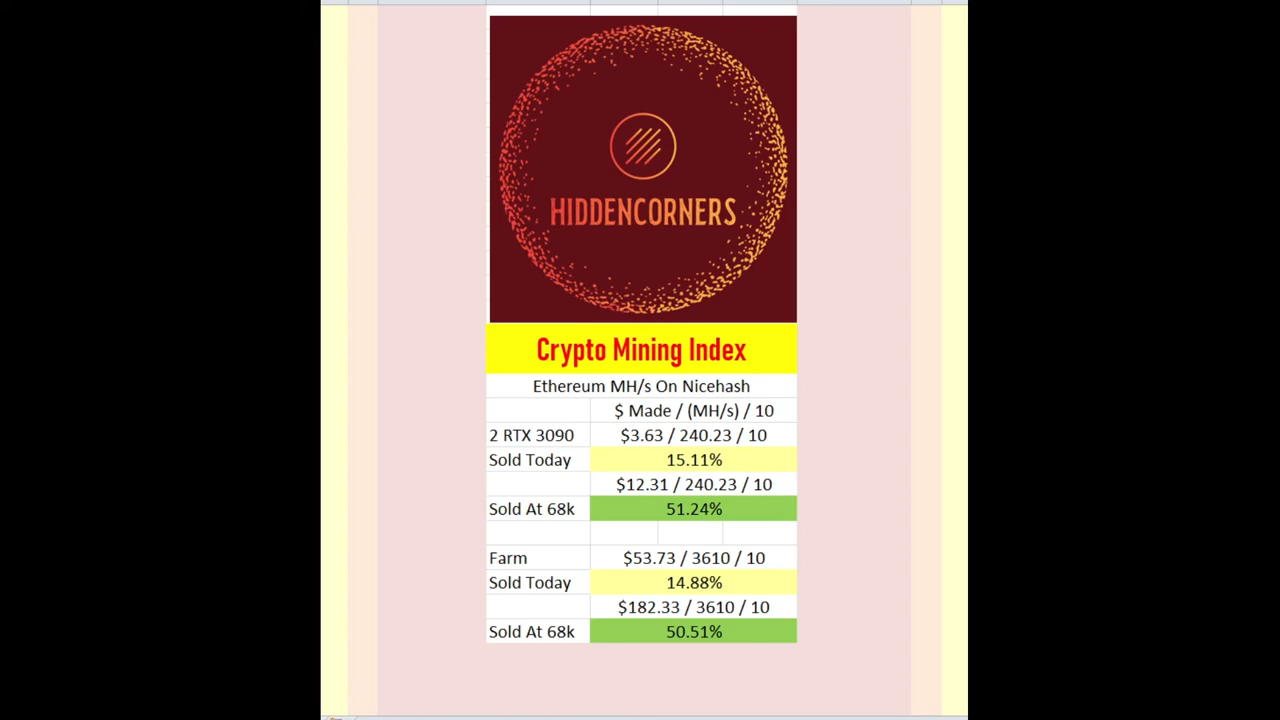 HIDDENCORNERS
Crypto Mining Index
Ethereum MH/s On Nicehash
$ Made / (MH/s) / 10
2 RTX 3090 $3.63 / 240.23 / 10
Sold Today 15.11%
$12.31 / 240.23 / 10
Sold At 68k 51.24%
Farm $53.73 / 3610 / 10
Sold Today 14.88%
$182.33 / 3610 / 10
Sold At 68k 50.51%